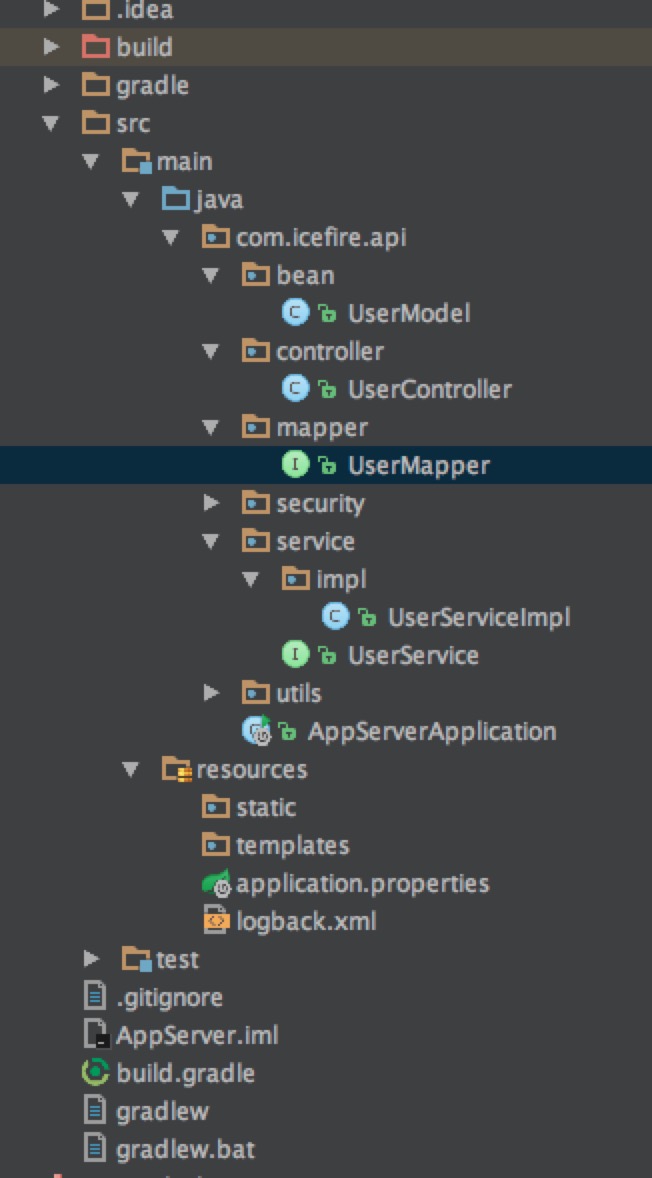 .idea
build
gradle
src
main
java
com.icefire.api
bean
UserModel
controller
UserController
mapper
UserMapper
security
service
impl
UserServiceImpl
UserService
utils
AppServerApplication
resources
static
templates
application.properties
logback.xml
test
.gitignore
AppServer.iml
build.gradle
gradlew
gradlew.bat